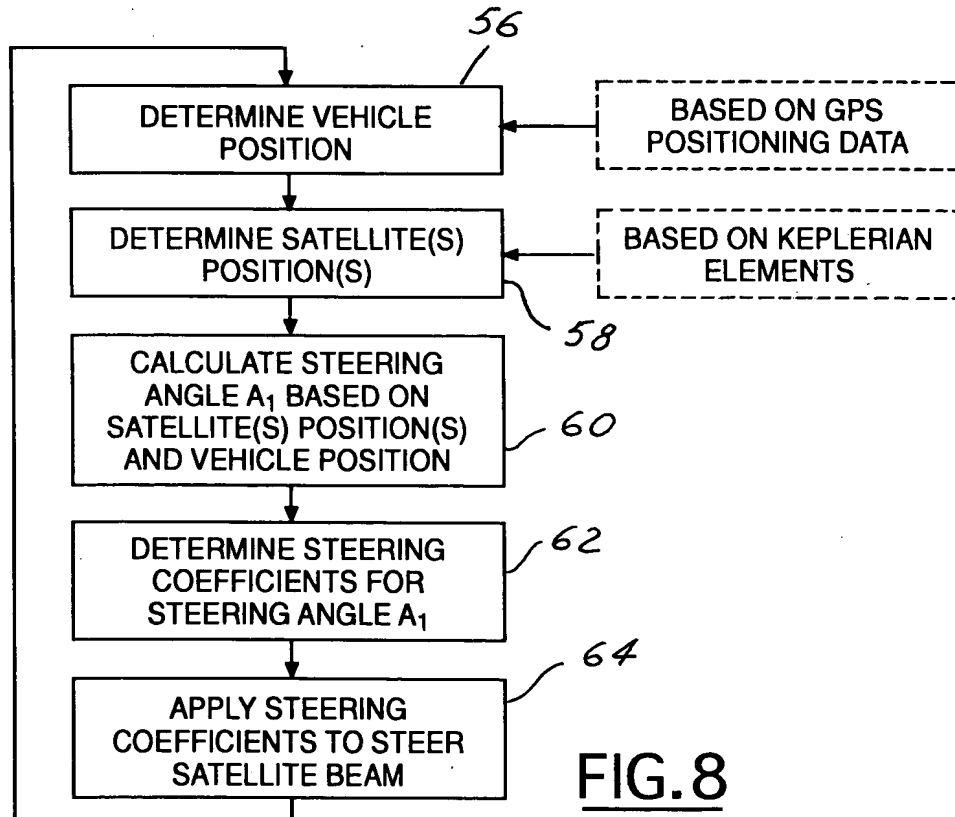 56
DETERMINE VEHICLE
POSITION
BASED ON GPS
POSITIONING DATA
DETERMINE SATELLITE(S)
POSITION(S)
BASED ON KEPLERIAN
ELEMENTS
58
CALCULATE STEERING
ANGLE A₁ BASED ON
SATELLITE(S) POSITION(S)
AND VEHICLE POSITION
60
DETERMINE STEERING
COEFFICIENTS FOR
STEERING ANGLE A₁
62
APPLY STEERING
COEFFICIENTS TO STEER
SATELLITE BEAM
64
FIG. 8